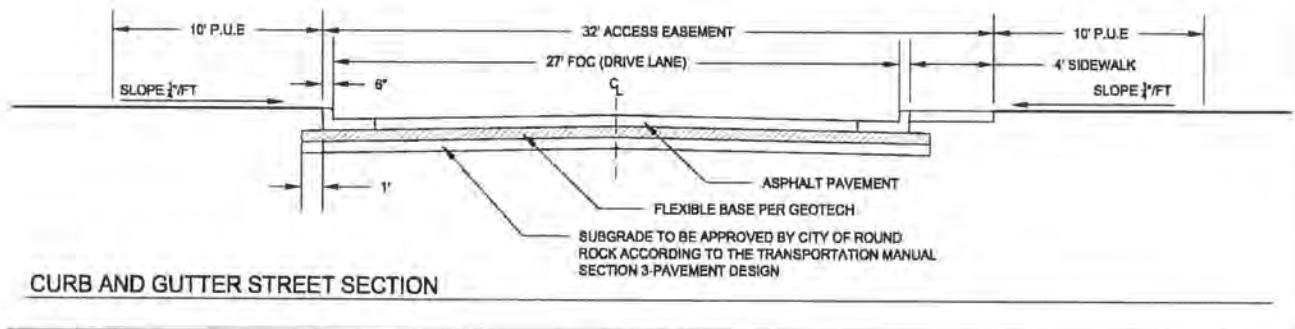 10' P.U.E
32' ACCESS EASEMENT
10' P.U.E
27' FOC (DRIVE LANE)
4' SIDEWALK
SLOPE ¼"/FT
6"
CL
SLOPE ¼"/FT
1'
ASPHALT PAVEMENT
FLEXIBLE BASE PER GEOTECH
SUBGRADE TO BE APPROVED BY CITY OF ROUND
ROCK ACCORDING TO THE TRANSPORTATION MANUAL
SECTION 3-PAVEMENT DESIGN
CURB AND GUTTER STREET SECTION